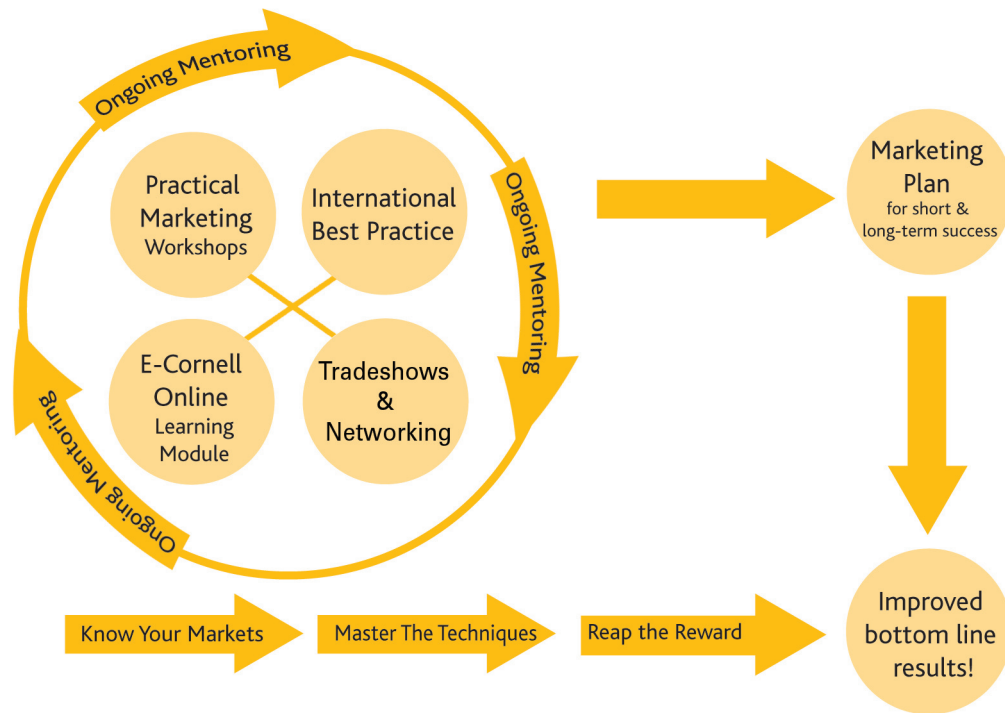 Ongoing Mentoring
Ongoing Mentoring
Ongoing Mentoring
Practical
Marketing
Workshops
International
Best Practice
E-Cornell
Online
Learning
Module
Tradeshows
&
Networking
Marketing
Plan
for short &
long-term success
Know Your Markets
Master The Techniques
Reap the Reward
Improved
bottom line
results!